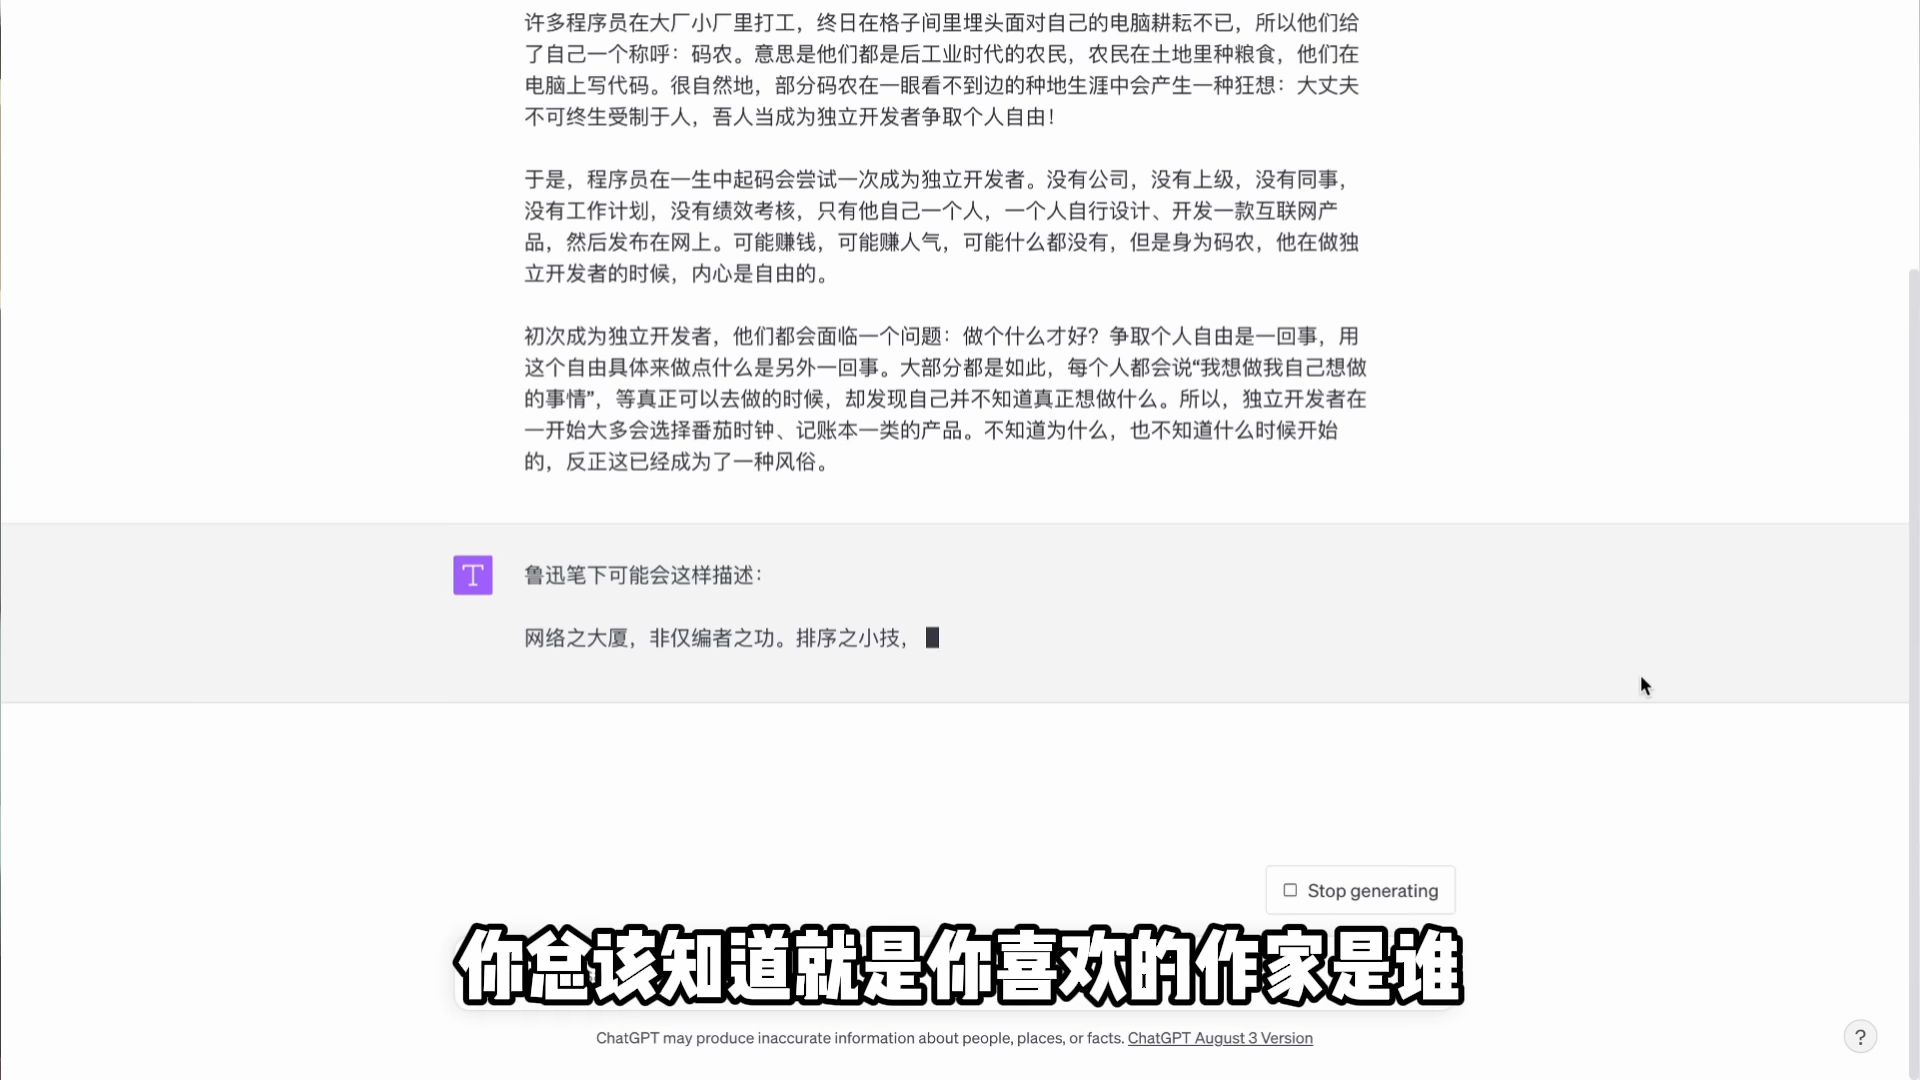 许多程序员在大厂小厂里打工，终日在格子间里埋头面对自己的电脑耕耘不已，所以他们给
了自己一个称呼：码农。意思是他们都是后工业时代的农民，农民在土地里种粮食，他们在
电脑上写代码。很自然地，部分码农在一眼看不到边的种地生涯中会产生一种狂想：大丈夫
不可终生受制于人，吾人当成为独立开发者争取个人自由！
于是，程序员在一生中起码会尝试一次成为独立开发者。没有公司，没有上级，没有同事，
没有工作计划，没有绩效考核，只有他自己一个人，一个人自行设计、开发一款互联网产
品，然后发布在网上。可能赚钱，可能赚人气，可能什么都没有，但是身为码农，他在做独
立开发者的时候，内心是自由的。
初次成为独立开发者，他们都会面临一个问题：做个什么才好？争取个人自由是一回事，用
这个自由具体来做点什么是另外一回事。大部分都是如此，每个人都会说“我想做我自己想做
的事情”，等真正可以去做的时候，却发现自己并不知道真正想做什么。所以，独立开发者在
一开始大多会选择番茄时钟、记账本一类的产品。不知道为什么，也不知道什么时候开始
的，反正这已经成为了一种风俗。
T
鲁迅笔下可能会这样描述：
网络之大厦，非仅编者之功。排序之小技，
Stop generating
你总该知道就是你喜欢的作家是谁
ChatGPT may produce inaccurate information about people, places, or facts. ChatGPT August 3 Version
?